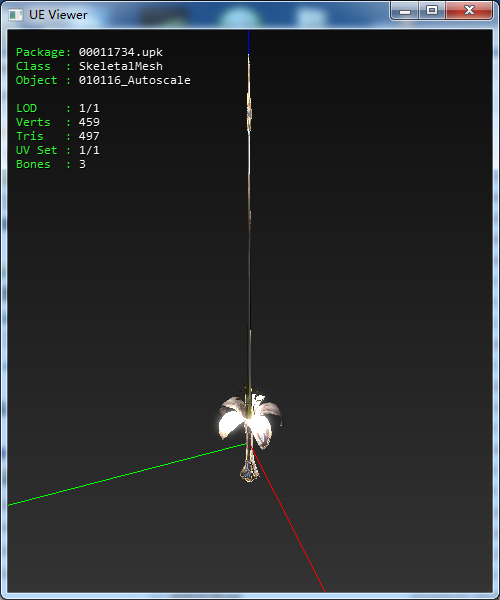 UE Viewer
Package: 00011734.upk
Class : SkeletalMesh
Object : 010116_Autoscale
LOD : 1/1
Verts : 459
Tris : 497
UV Set : 1/1
Bones : 3